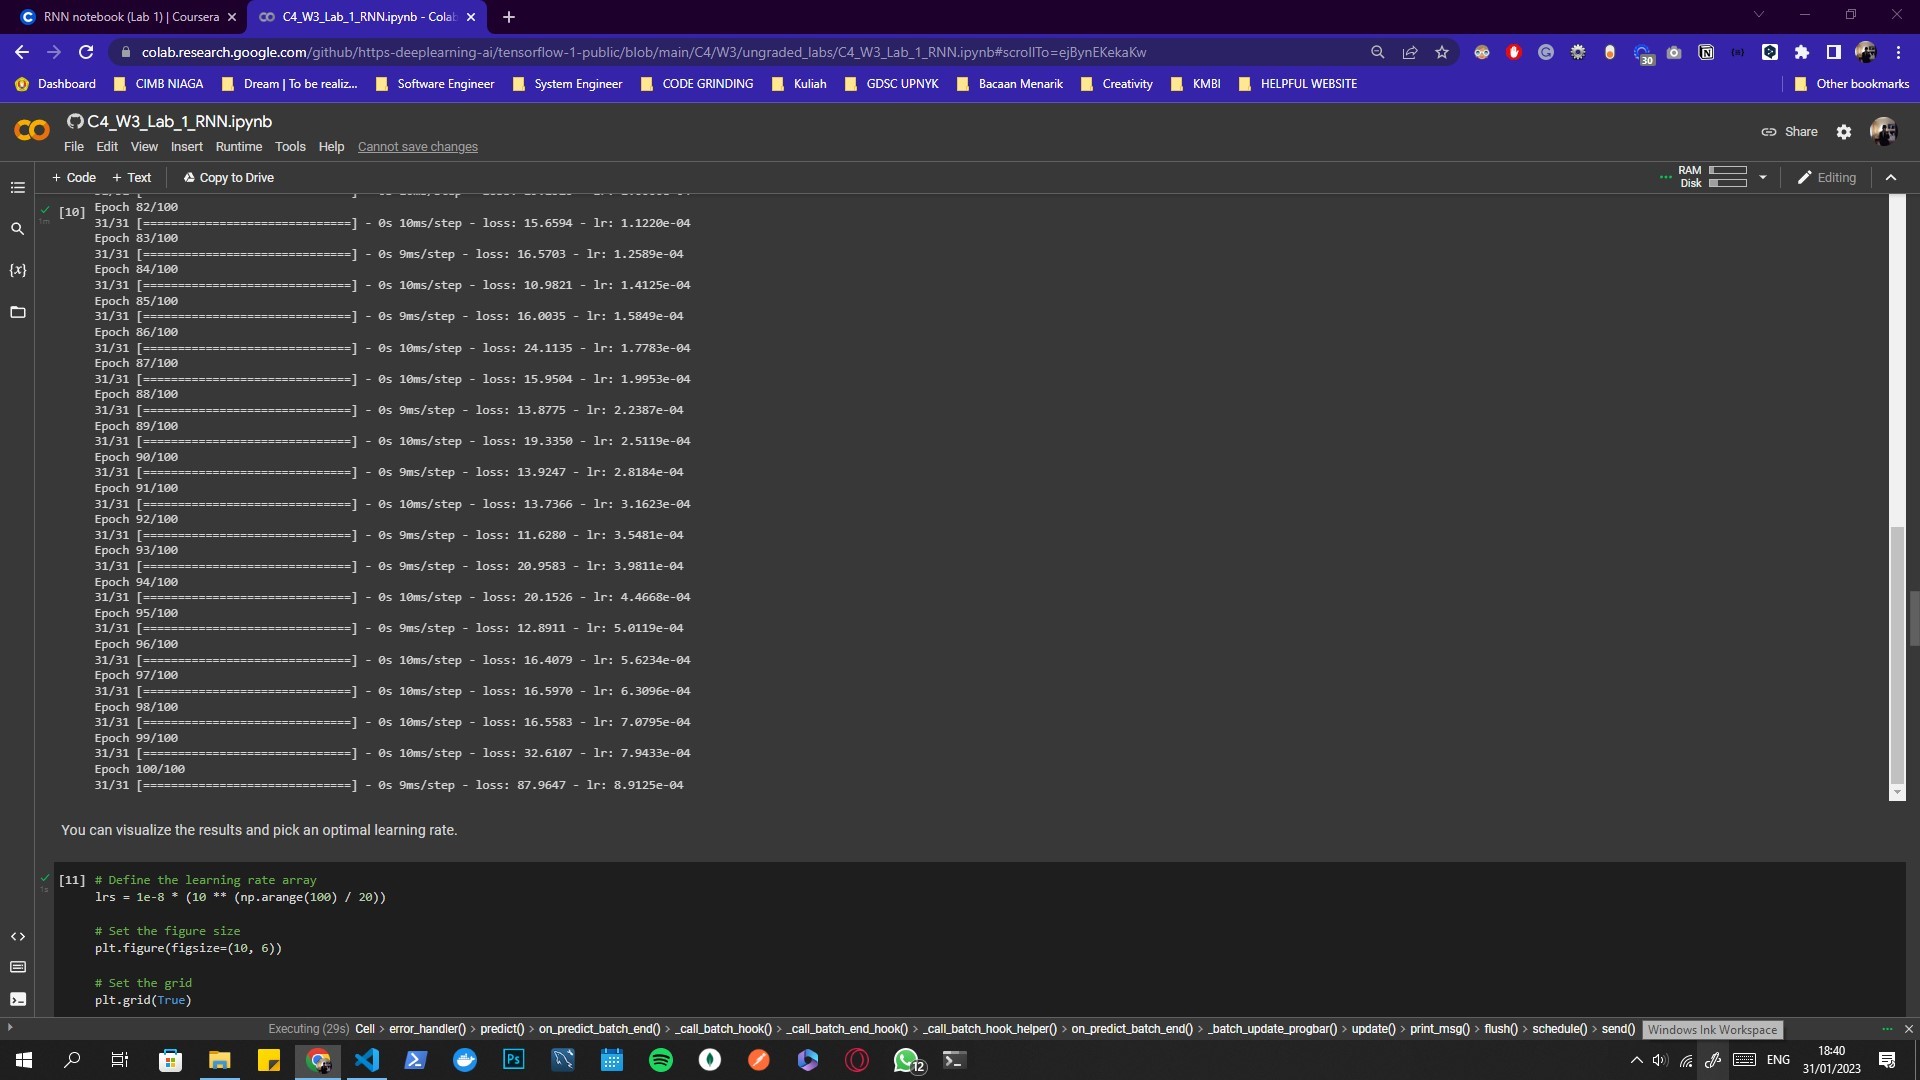 RNN notebook (Lab 1) | Coursera
C4_W3_Lab_1_RNN.ipynb - Colab
colab.research.google.com/github/https-deeplearning-ai/tensorflow-1-public/blob/main/C4/W3/ungraded_labs/C4_W3_Lab_1_RNN.ipynb#scrollTo=ejBynEKekaKw
30
Dashboard CIMB NIAGA Dream | To be realiz... Software Engineer System Engineer CODE GRINDING Kuliah GDSC UPNYK Bacaan Menarik Creativity KMBI HELPFUL WEBSITE Other bookmarks
C4_W3_Lab_1_RNN.ipynb
Share
File Edit View Insert Runtime Tools Help Cannot save changes
+ Code + Text Copy to Drive
RAM
Disk
Editing
[10]
1m
Epoch 82/100
31/31 [==============================] - 0s 10ms/step - loss: 15.6594 - lr: 1.1220e-04
Epoch 83/100
31/31 [==============================] - 0s 9ms/step - loss: 16.5703 - lr: 1.2589e-04
Epoch 84/100
31/31 [==============================] - 0s 10ms/step - loss: 10.9821 - lr: 1.4125e-04
Epoch 85/100
31/31 [==============================] - 0s 9ms/step - loss: 16.0035 - lr: 1.5849e-04
Epoch 86/100
31/31 [==============================] - 0s 10ms/step - loss: 24.1135 - lr: 1.7783e-04
Epoch 87/100
31/31 [==============================] - 0s 10ms/step - loss: 15.9504 - lr: 1.9953e-04
Epoch 88/100
31/31 [==============================] - 0s 9ms/step - loss: 13.8775 - lr: 2.2387e-04
Epoch 89/100
31/31 [==============================] - 0s 10ms/step - loss: 19.3350 - lr: 2.5119e-04
Epoch 90/100
31/31 [==============================] - 0s 9ms/step - loss: 13.9247 - lr: 2.8184e-04
Epoch 91/100
31/31 [==============================] - 0s 10ms/step - loss: 13.7366 - lr: 3.1623e-04
Epoch 92/100
31/31 [==============================] - 0s 9ms/step - loss: 11.6280 - lr: 3.5481e-04
Epoch 93/100
31/31 [==============================] - 0s 9ms/step - loss: 20.9583 - lr: 3.9811e-04
Epoch 94/100
31/31 [==============================] - 0s 10ms/step - loss: 20.1526 - lr: 4.4668e-04
Epoch 95/100
31/31 [==============================] - 0s 9ms/step - loss: 12.8911 - lr: 5.0119e-04
Epoch 96/100
31/31 [==============================] - 0s 10ms/step - loss: 16.4079 - lr: 5.6234e-04
Epoch 97/100
31/31 [==============================] - 0s 10ms/step - loss: 16.5970 - lr: 6.3096e-04
Epoch 98/100
31/31 [==============================] - 0s 10ms/step - loss: 16.5583 - lr: 7.0795e-04
Epoch 99/100
31/31 [==============================] - 0s 10ms/step - loss: 32.6107 - lr: 7.9433e-04
Epoch 100/100
31/31 [==============================] - 0s 9ms/step - loss: 87.9647 - lr: 8.9125e-04
You can visualize the results and pick an optimal learning rate.
[11] # Define the learning rate array
1s
lrs = 1e-8 * (10 ** (np.arange(100) / 20))
# Set the figure size
plt.figure(figsize=(10, 6))
# Set the grid
plt.grid(True)
Executing (29s) Cell > error_handler() > predict() > on_predict_batch_end() > _call_batch_hook() > _call_batch_end_hook() > _call_batch_hook_helper() > on_predict_batch_end() > _batch_update_progbar() > update() > print_msg() > flush() > schedule() > send()
Windows Ink Workspace
Ps
12
ENG
18:40
31/01/2023